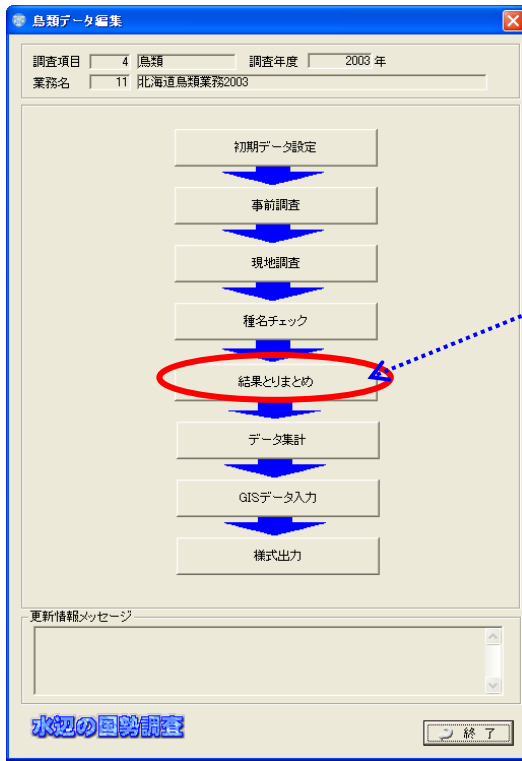 鳥類データ編集
調査項目 4 鳥類 調査年度 2003 年
業務名 11 北海道鳥類業務2003
初期データ設定
事前調査
現地調査
種名チェック
結果とりまとめ
データ集計
GISデータ入力
様式出力
更新情報メッセージ
水辺の国勢調査
終 了